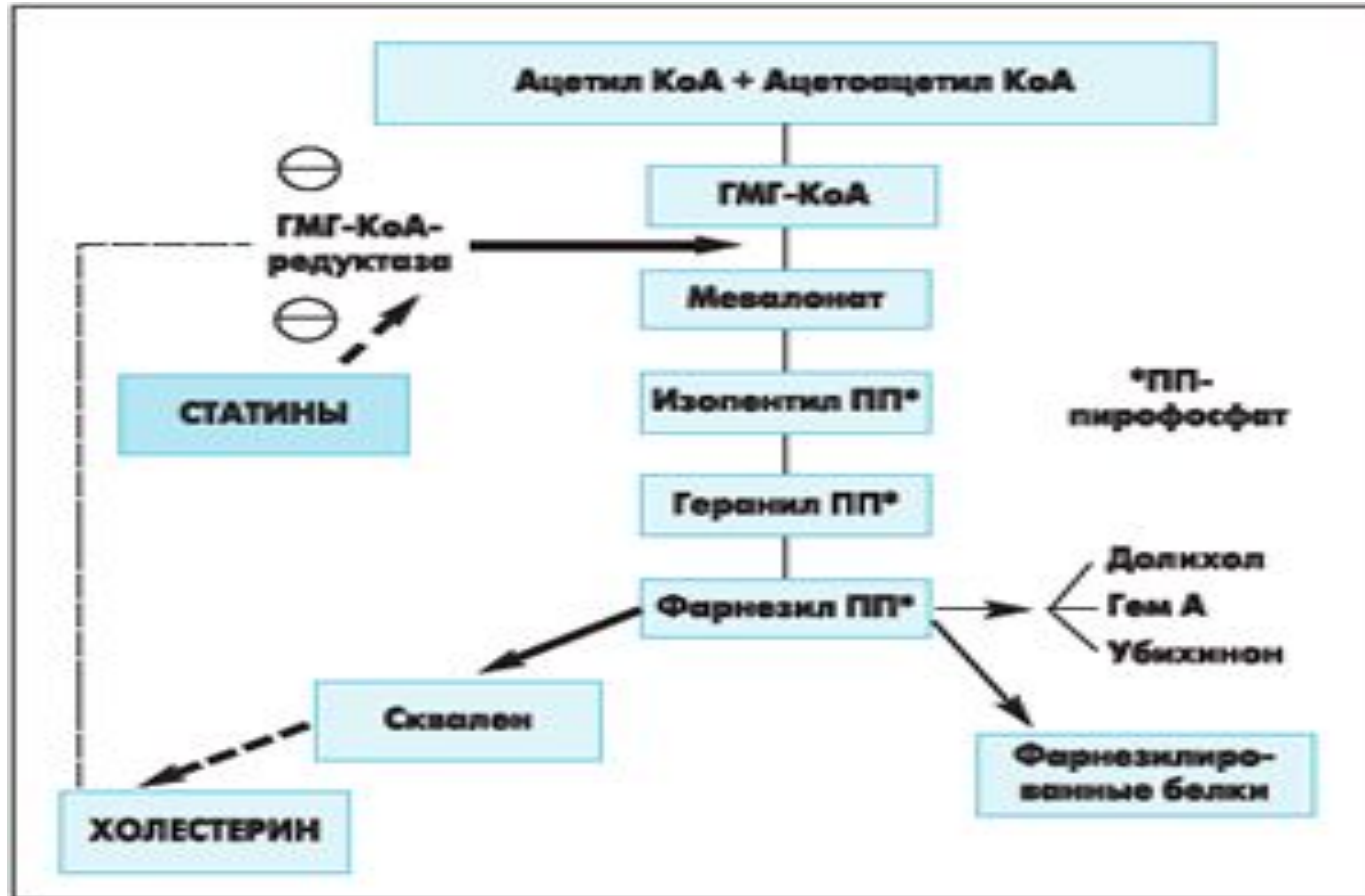 Ацетил КоА + Ацетоацетил КоА
ГМГ-КоА
ГМГ-КоА-
редуктаза
Мевалонат
СТАТИНЫ
Изопентил ПП*
*ПП-
пирофосфат
Геранил ПП*
Фарнезил ПП*
Долихол
Гем А
Убихинон
Сквален
Фарнезилиро-
ванные белки
ХОЛЕСТЕРИН